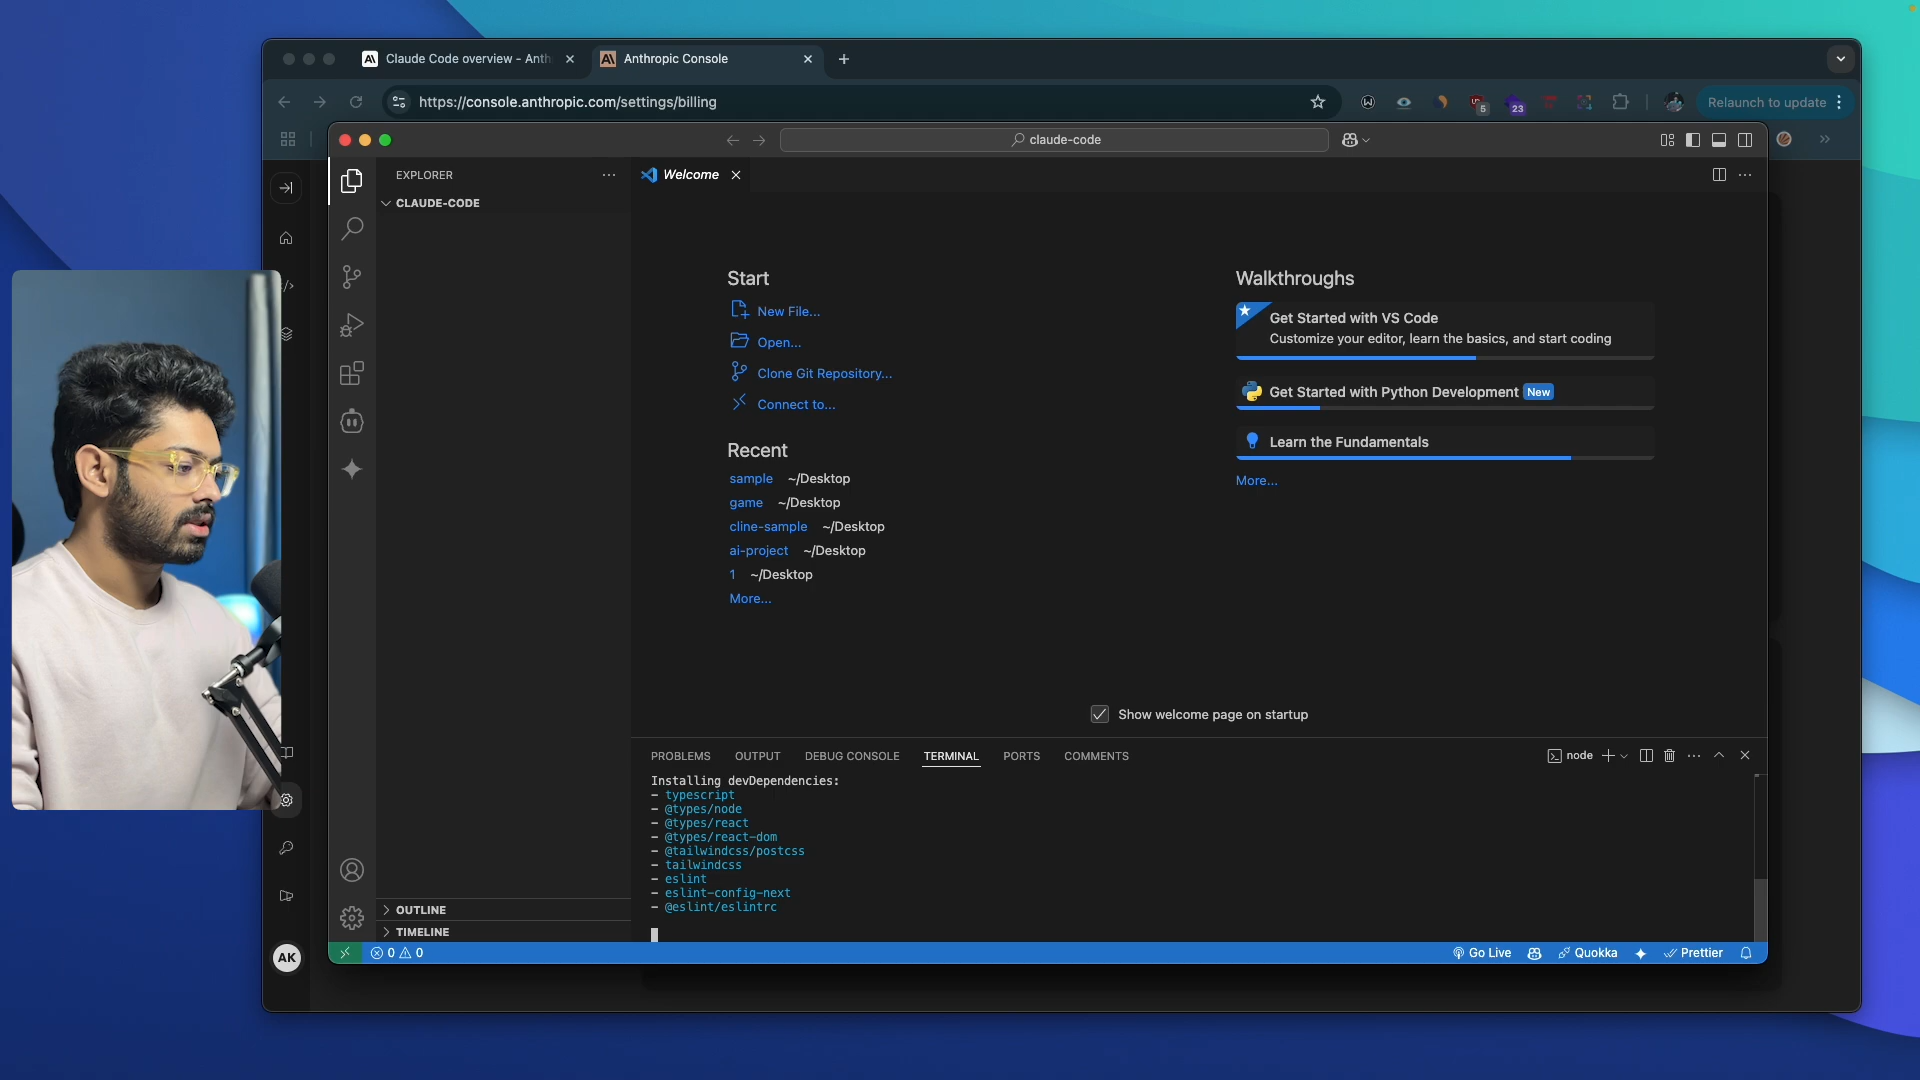 Claude Code overview - Anth
Anthropic Console
https://console.anthropic.com/settings/billing
5
23
Relaunch to update
claude-code
EXPLORER
Welcome
CLAUDE-CODE
Start
New File...
Open...
Clone Git Repository...
Connect to...
Recent
sample ~/Desktop
game ~/Desktop
cline-sample ~/Desktop
ai-project ~/Desktop
1 ~/Desktop
More...
Walkthroughs
Get Started with VS Code
Customize your editor, learn the basics, and start coding
Get Started with Python Development New
Learn the Fundamentals
More...
Show welcome page on startup
PROBLEMS OUTPUT DEBUG CONSOLE TERMINAL PORTS COMMENTS
node
Installing devDependencies:
- typescript
- @types/node
- @types/react
- @types/react-dom
- @tailwindcss/postcss
- tailwindcss
- eslint
- eslint-config-next
- @eslint/eslintrc
OUTLINE
TIMELINE
AK
0 0
Go Live
Quokka
Prettier